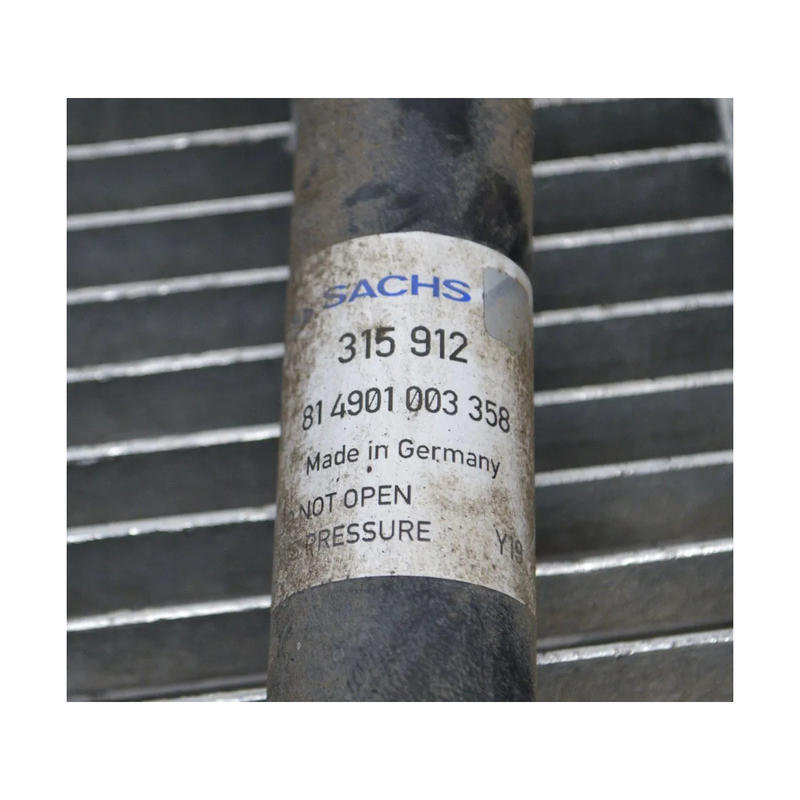 SACHS
315 912
81 4901 003 358
Made in Germany
NOT OPEN
PRESSURE Y19